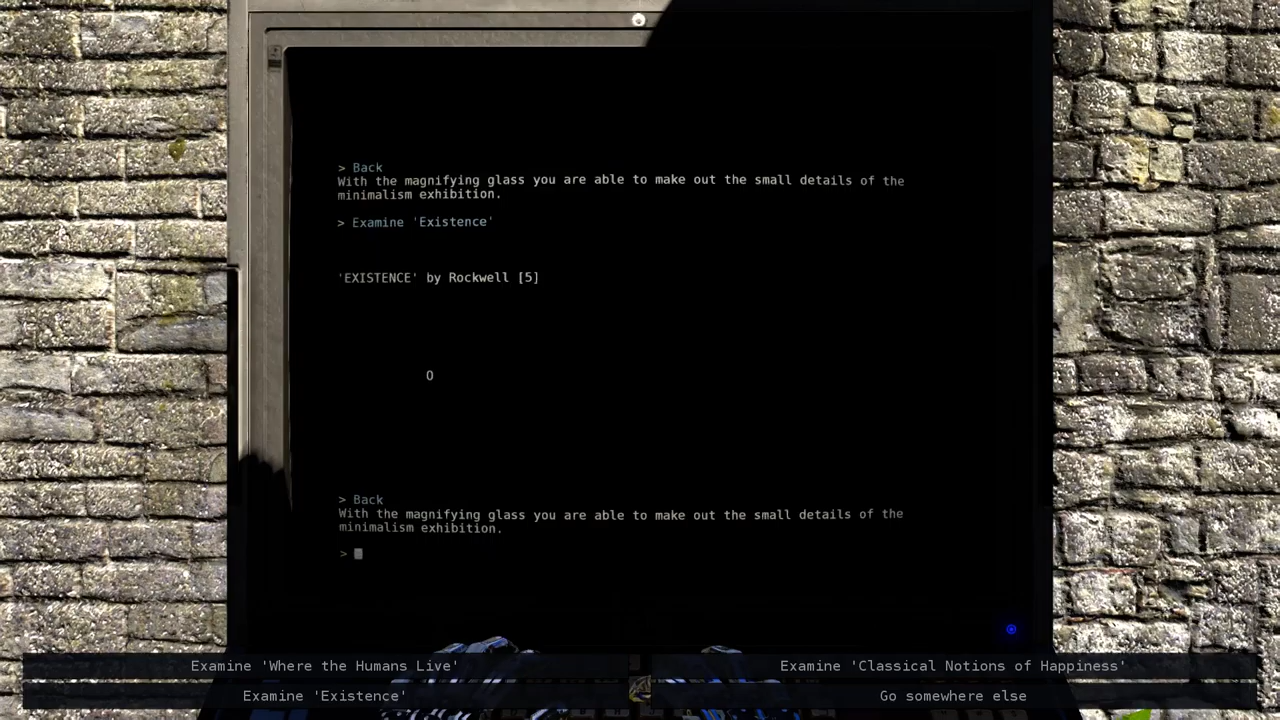 > Back
With the magnifying glass you are able to make out the small details of the
minimalism exhibition.
> Examine 'Existence'
'EXISTENCE' by Rockwell [5]
O
> Back
With the magnifying glass you are able to make out the small details of the
minimalism exhibition.
>
Examine 'Where the Humans Live'
Examine 'Classical Notions of Happiness'
Examine 'Existence'
Go somewhere else